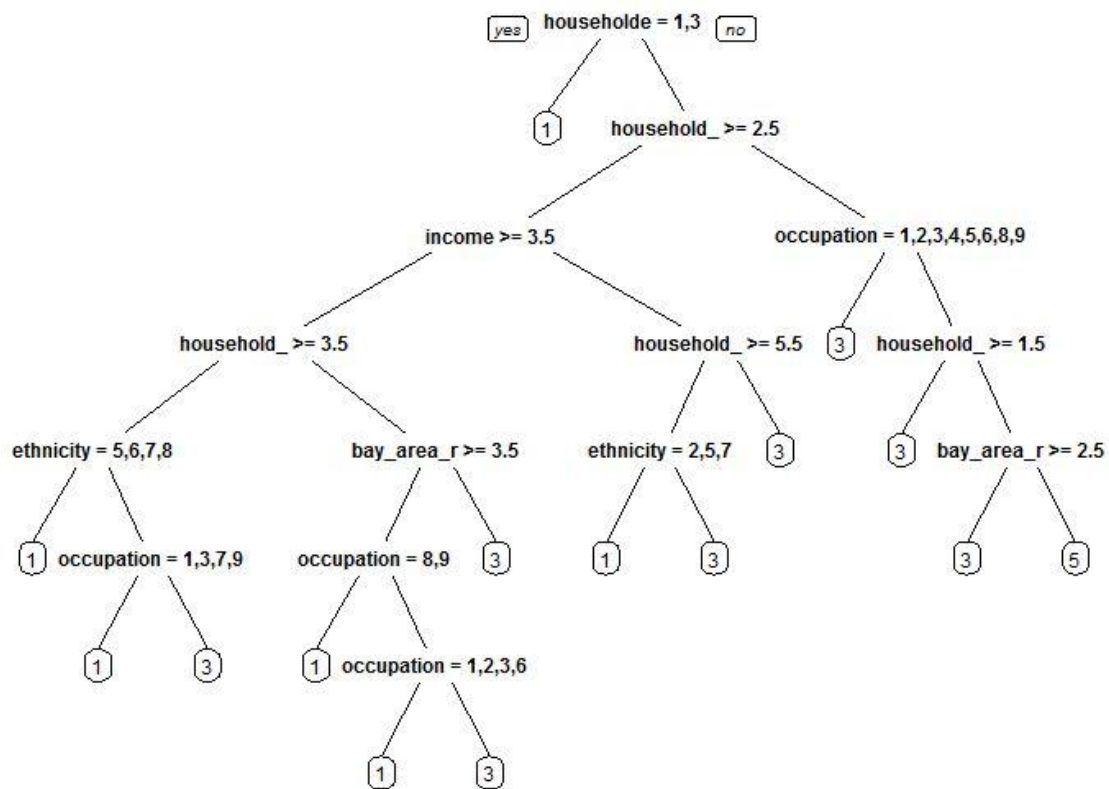 yes householde = 1,3 no
1 household_ >= 2.5
income >= 3.5 occupation = 1,2,3,4,5,6,8,9
household_ >= 3.5 household_ >= 5.5 3 household_ >= 1.5
ethnicity = 5,6,7,8 bay_area_r >= 3.5 ethnicity = 2,5,7 3 3 bay_area_r >= 2.5
1 occupation = 1,3,7,9 occupation = 8,9 3 1 3 3 5
1 3 1 occupation = 1,2,3,6
1 3